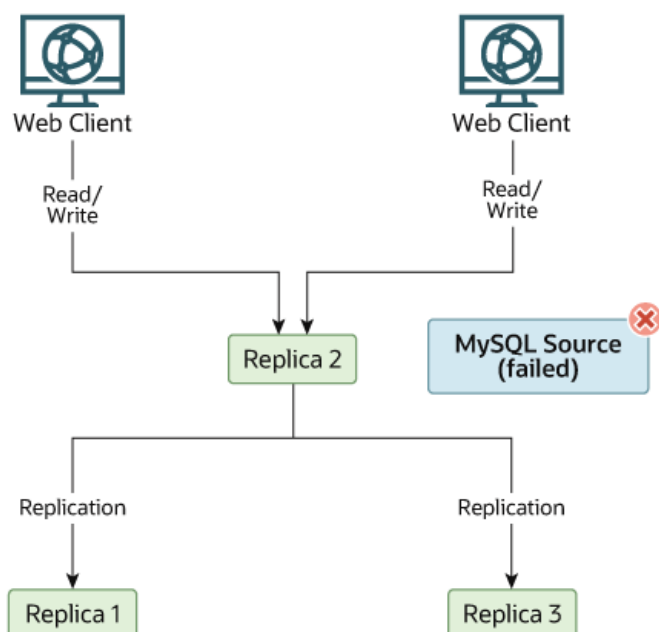 Web Client
Web Client
Read/
Write
Read/
Write
Replica 2
MySQL Source
(failed)
Replication
Replication
Replica 1
Replica 3